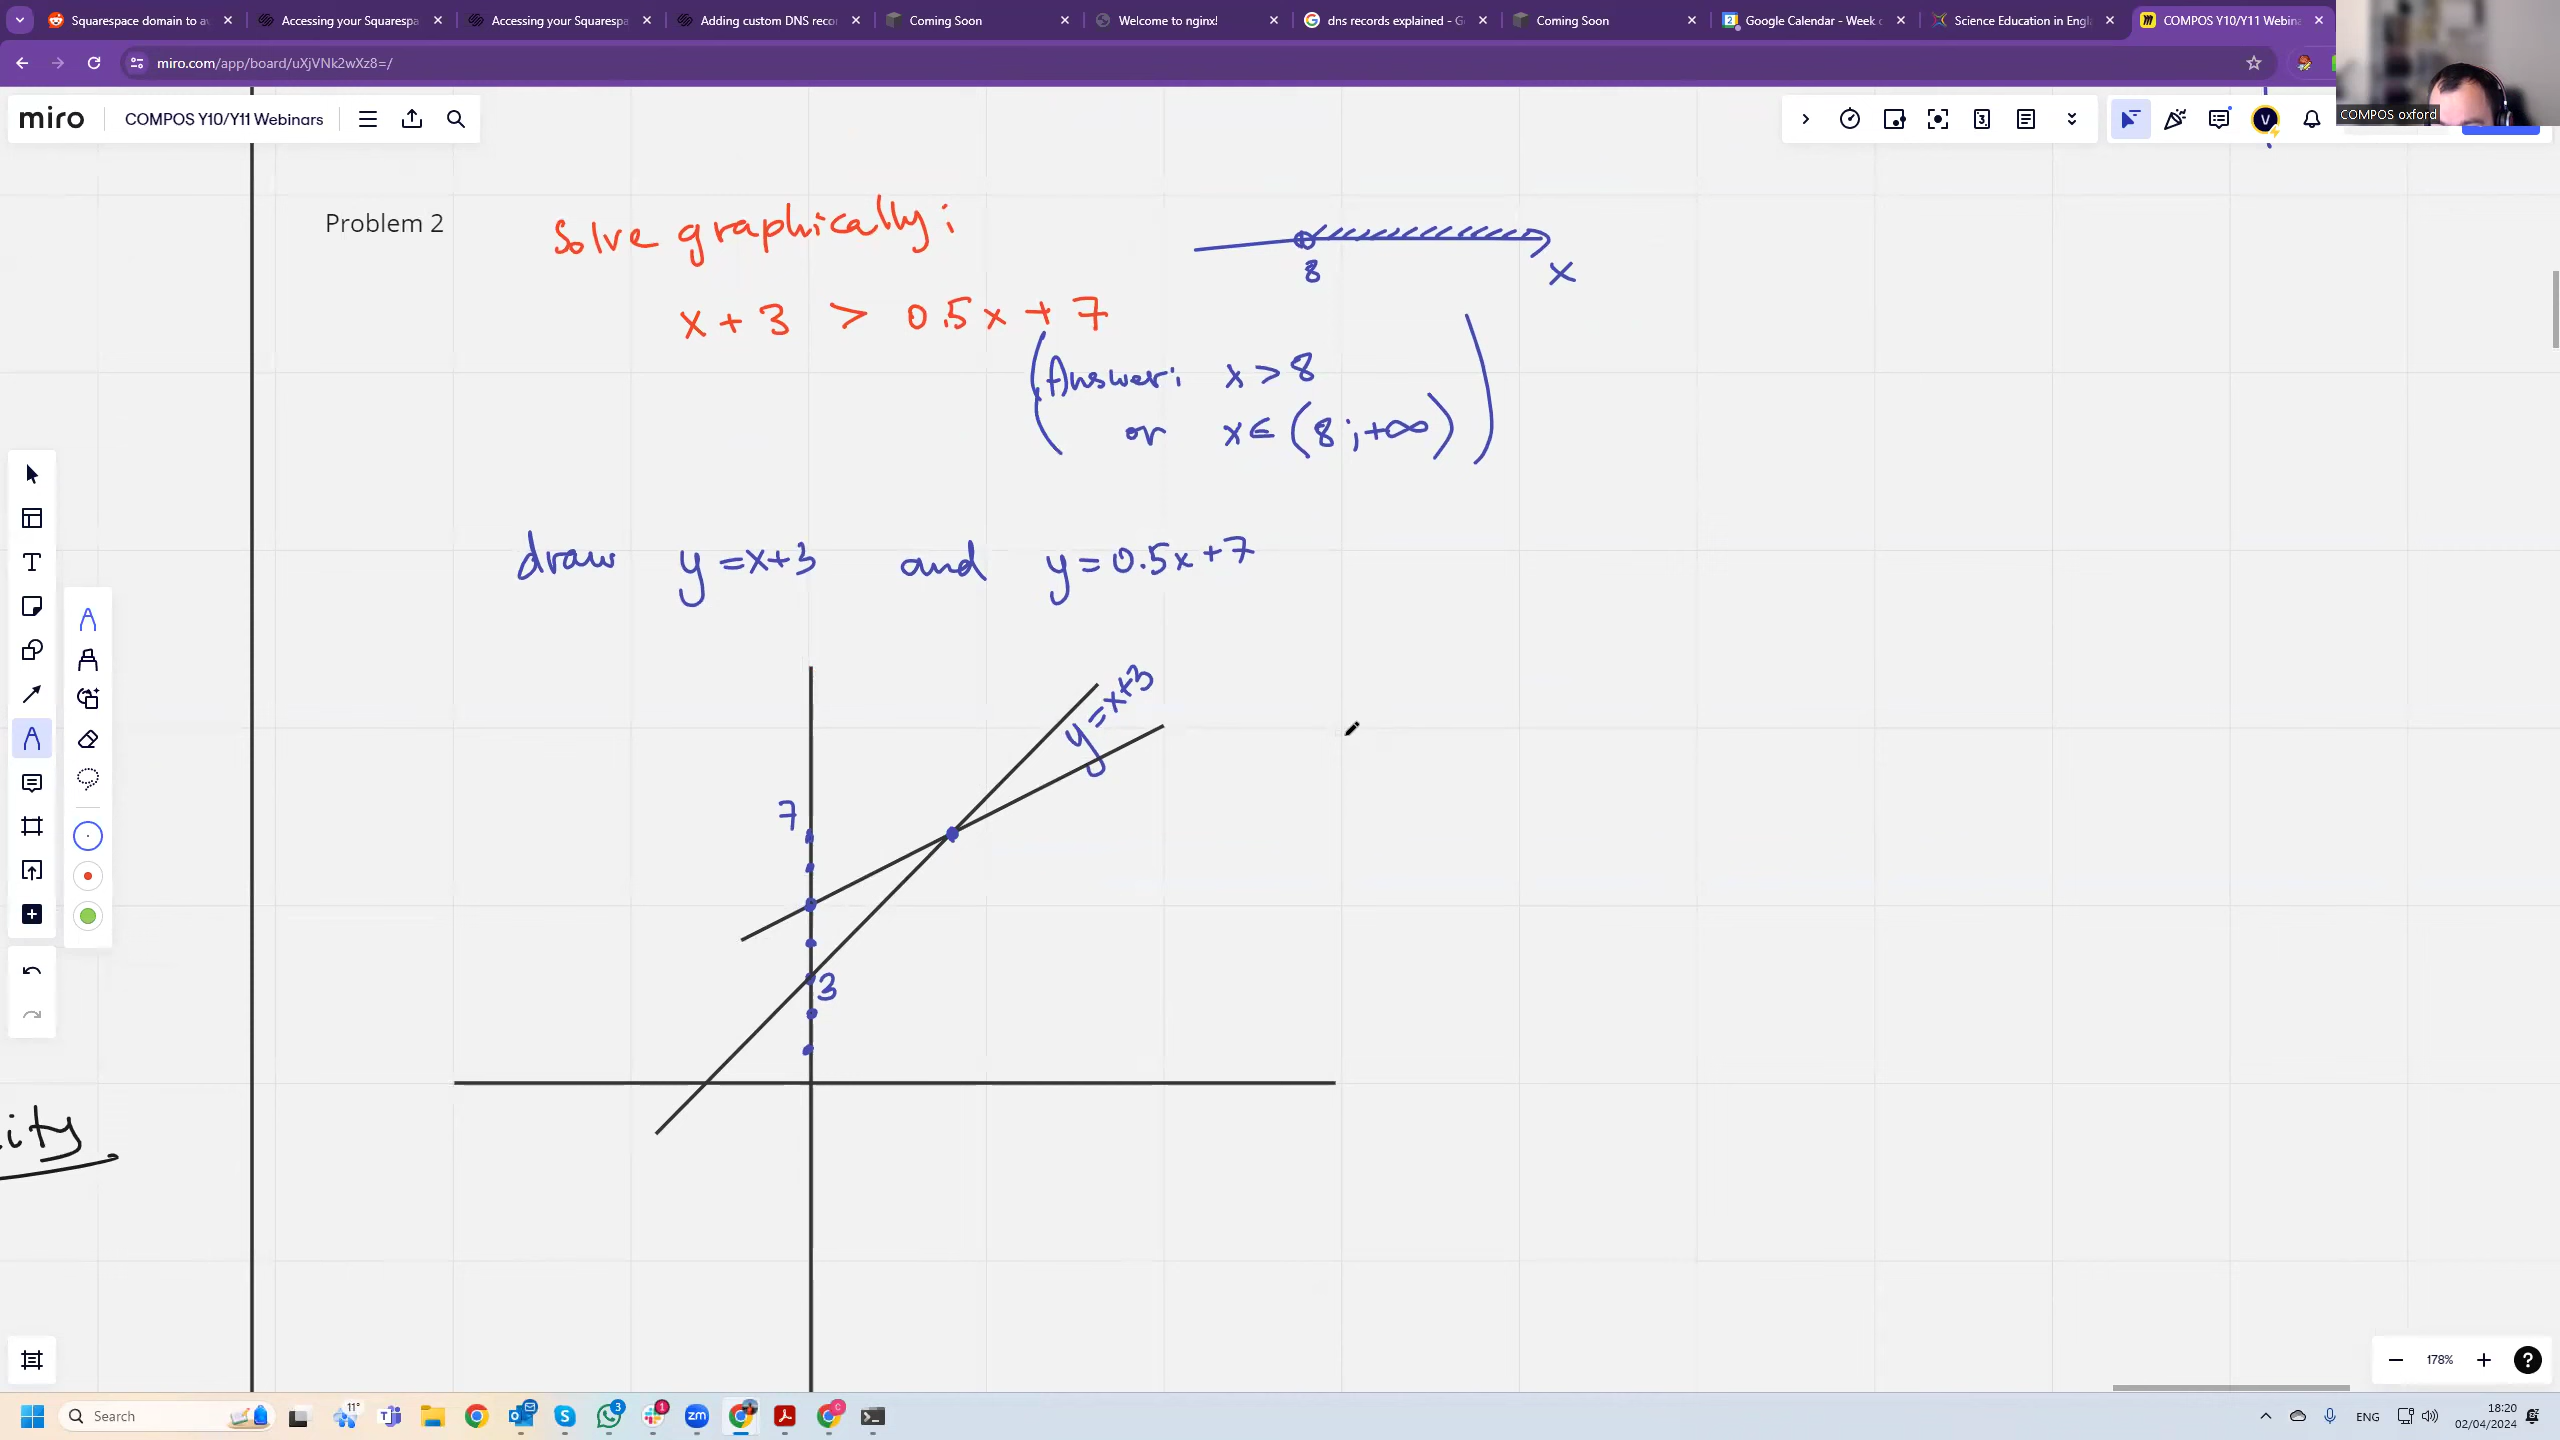 Squarespace domain to a
Accessing your Squarespa
Accessing your Squarespa
Adding custom DNS recor
Coming Soon
Welcome to nginx!
dns records explained - G
Coming Soon
Google Calendar - Week
Science Education in Engl
COMPOS Y10/Y11 Webina
miro.com/app/board/uXjVNk2wXz8=/
miro
COMPOS Y10/Y11 Webinars
V
COMPOS oxford
Problem 2
Solve graphically:
8
x
x + 3 > 0.5x + 7
(Answer: x > 8
or x ∈ (8 ; +∞))
draw y = x+3 and y = 0.5x + 7
y = x+3
7
3
ity
178%
Search
11°
3
1
ENG
18:20
02/04/2024